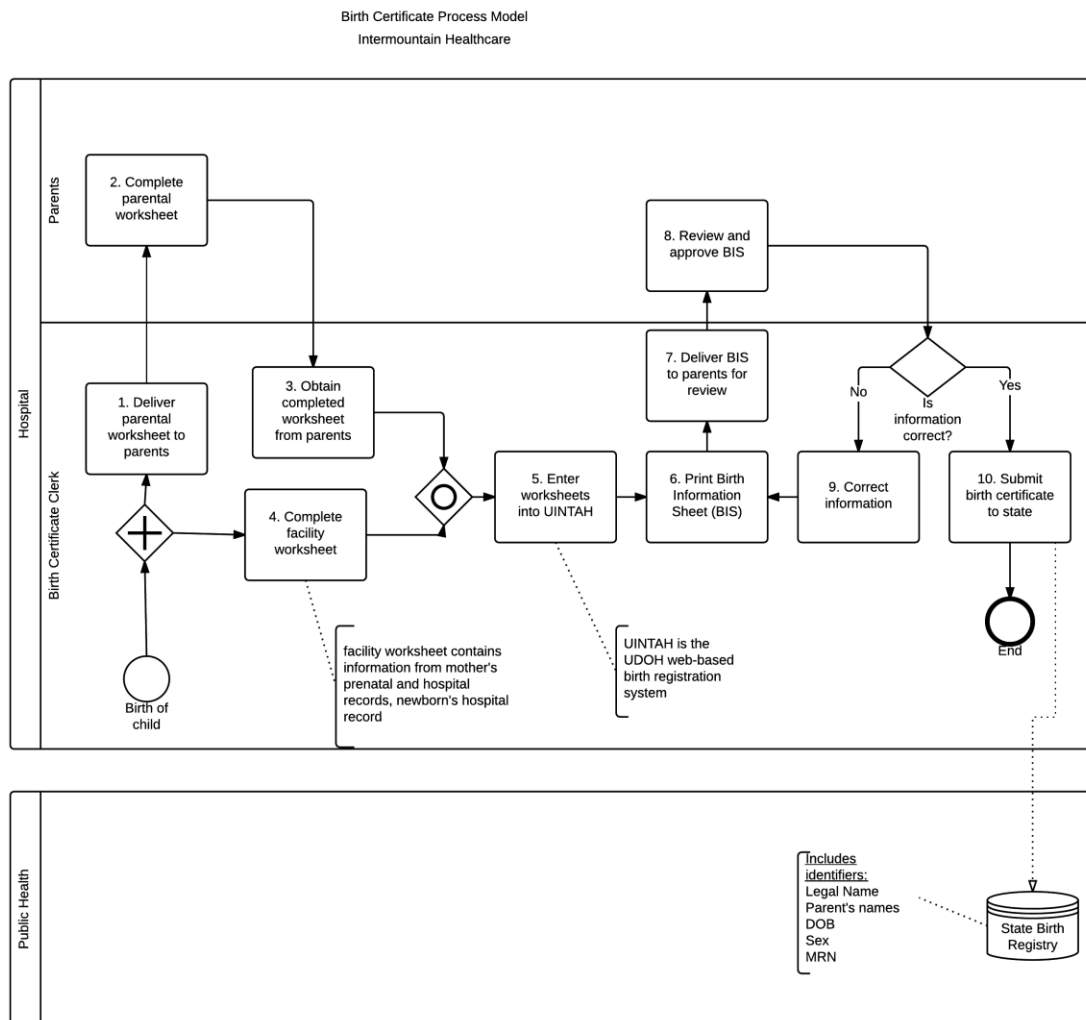 Birth Certificate Process Model
Intermountain Healthcare
Hospital
Parents
2. Complete
parental
worksheet
8. Review and
approve BIS
Birth Certificate Clerk
1. Deliver
parental
worksheet to
parents
3. Obtain
completed
worksheet
from parents
4. Complete
facility
worksheet
5. Enter
worksheets
into UINTAH
6. Print Birth
Information
Sheet (BIS)
7. Deliver BIS
to parents for
review
No
Yes
Is
information
correct?
9. Correct
information
10. Submit
birth certificate
to state
Birth of
child
facility worksheet contains
information from mother's
prenatal and hospital
records, newborn's hospital
record
UINTAH is the
UDOH web-based
birth registration
system
End
Public Health
Includes
identifiers:
Legal Name
Parent's names
DOB
Sex
MRN
State Birth
Registry